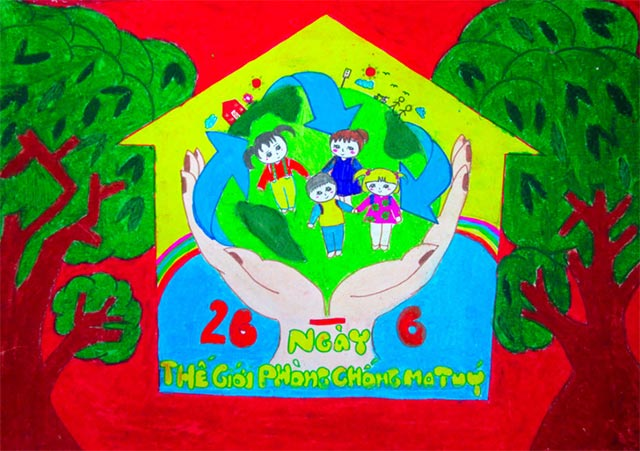 26 - 6
NGÀY
THẾ GIỚI PHÒNG CHỐNG MA TUÝ